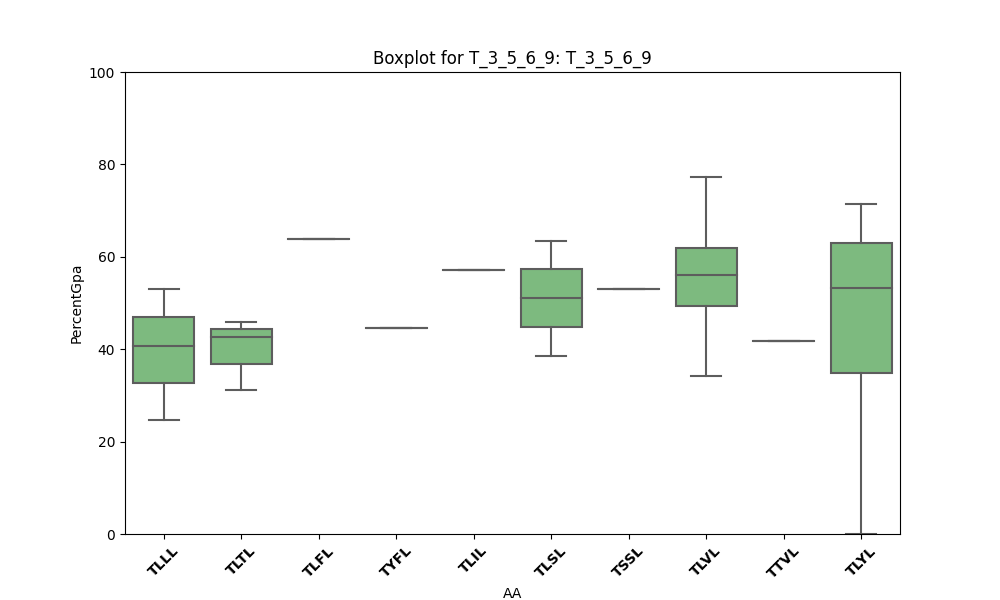 Boxplot for T_3_5_6_9: T_3_5_6_9
100
80
60
40
20
0
PercentGpa
TLLL
TLTL
TLFL
TYFL
TLIL
TLSL
TSSL
TLVL
TTVL
TLYL
AA